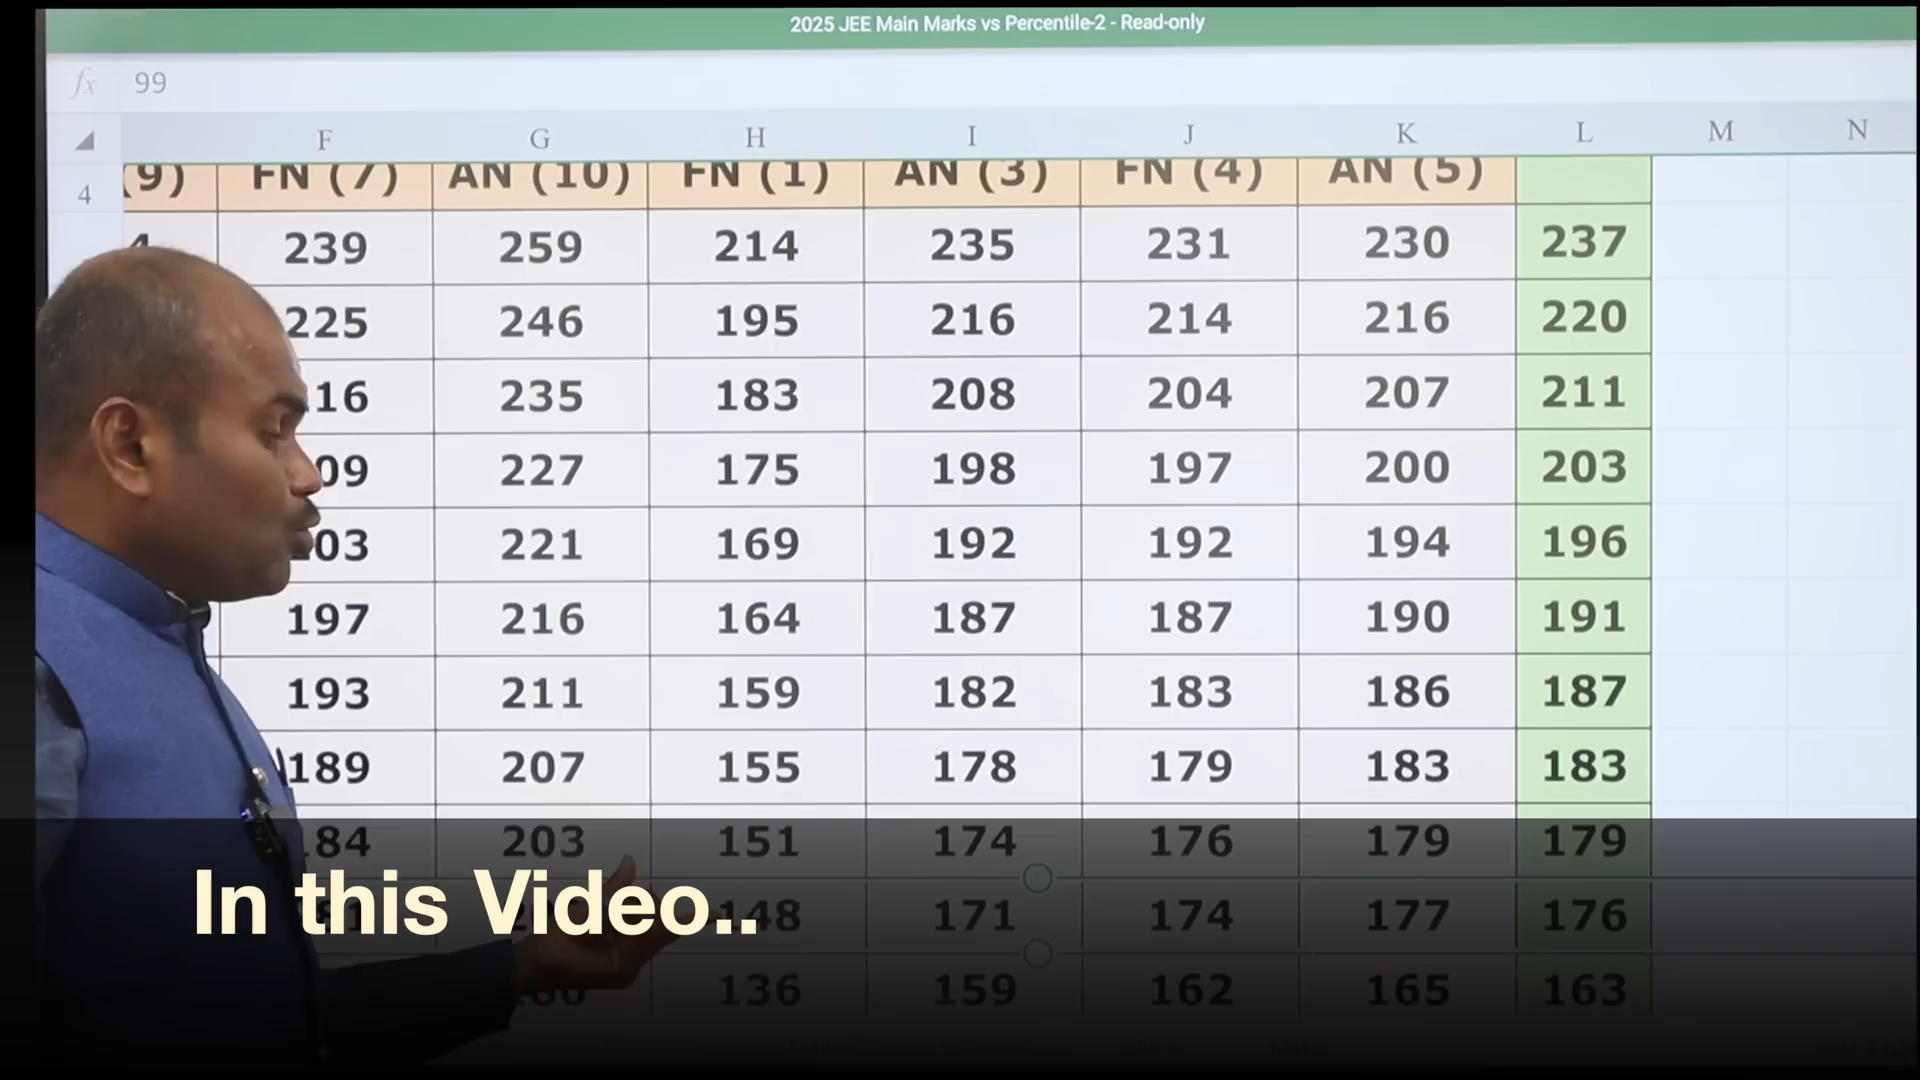 2025 JEE Main Marks vs Percentile-2 - Read-only
fx 99
F G H I J K L M N
4 (9) FN (7) AN (10) FN (1) AN (3) FN (4) AN (5)
239 259 214 235 231 230 237
225 246 195 216 214 216 220
16 235 183 208 204 207 211
09 227 175 198 197 200 203
03 221 169 192 192 194 196
197 216 164 187 187 190 191
193 211 159 182 183 186 187
189 207 155 178 179 183 183
84 203 151 174 176 179 179
148 171 174 177 176
136 159 162 165 163
In this Video..